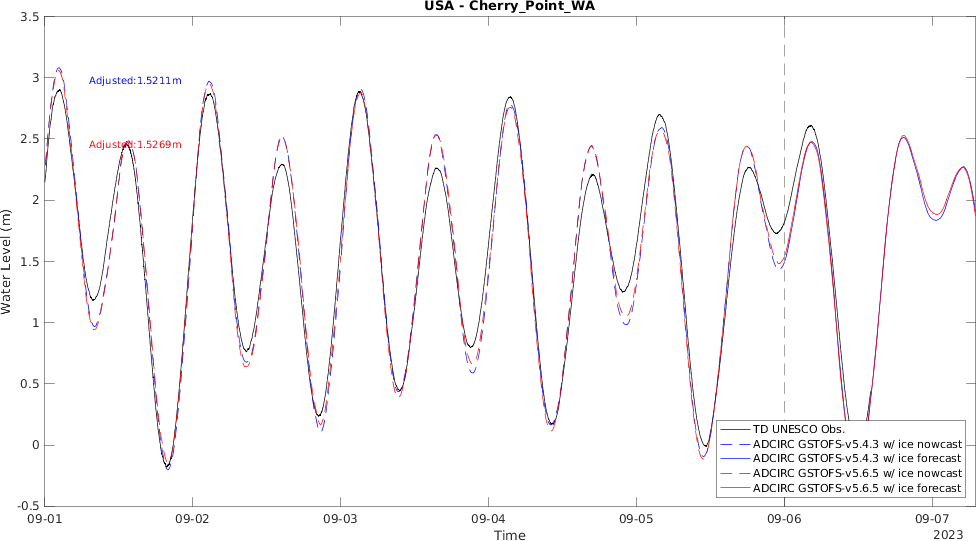 USA - Cherry_Point_WA
3.5
3
2.5
2
1.5
1
0.5
0
-0.5
Water Level (m)
Adjusted:1.5211m
Adjusted:1.5269m
TD UNESCO Obs.
ADCIRC GSTOFS-v5.4.3 w/ ice nowcast
ADCIRC GSTOFS-v5.4.3 w/ ice forecast
ADCIRC GSTOFS-v5.6.5 w/ ice nowcast
ADCIRC GSTOFS-v5.6.5 w/ ice forecast
09-01 09-02 09-03 09-04 09-05 09-06 09-07
Time
2023